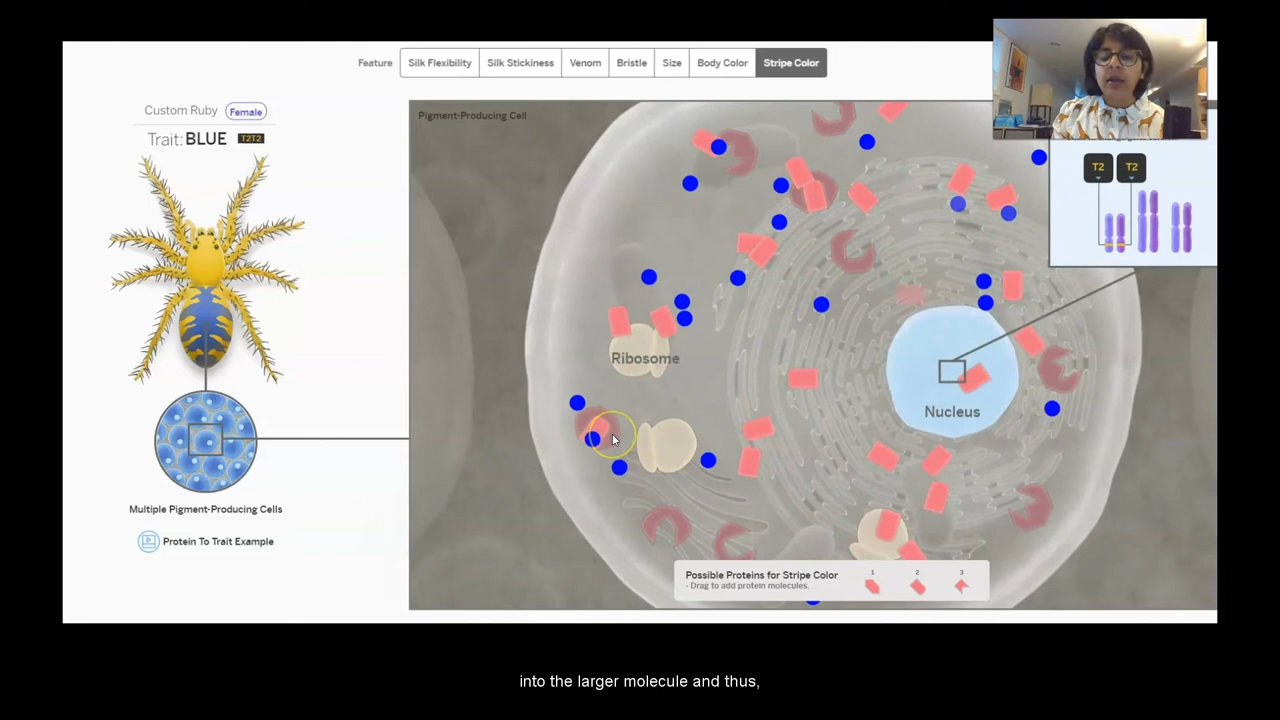 Feature Silk Flexibility Silk Stickiness Venom Bristle Size Body Color Stripe Color
Custom Ruby Female
Trait: BLUE T2T2
Multiple Pigment-Producing Cells
Protein To Trait Example
Pigment-Producing Cell
Ribosome
Nucleus
T2 T2
Possible Proteins for Stripe Color
- Drag to add protein molecules.
1 2 3
into the larger molecule and thus,